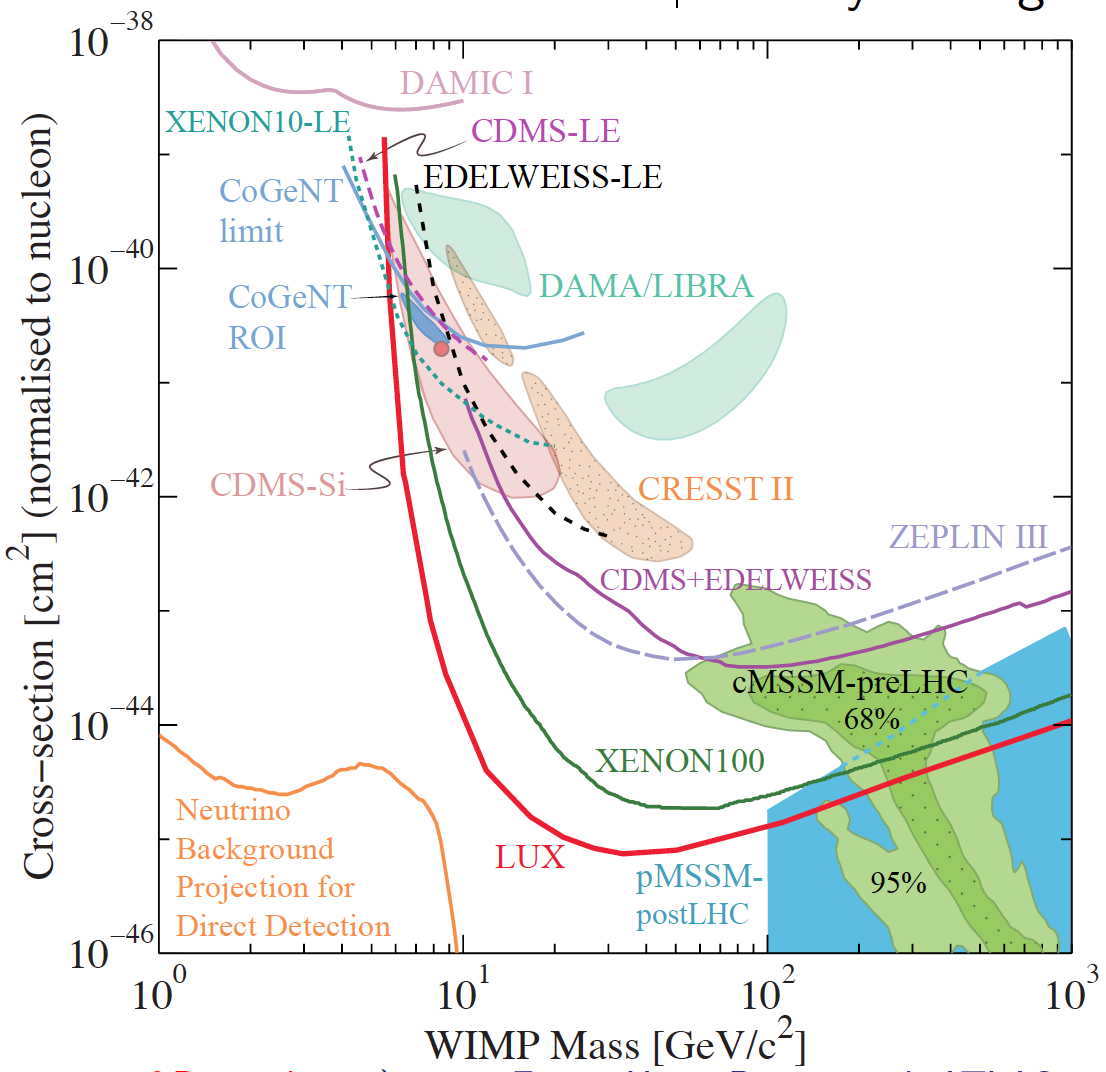 10−38
DAMIC I
XENON10-LE
CDMS-LE
EDELWEISS-LE
CoGeNT
limit
10−40
DAMA/LIBRA
CoGeNT
ROI
CDMS-Si
10−42
CRESST II
ZEPLIN III
CDMS+EDELWEISS
cMSSM-preLHC
68%
10−44
XENON100
Neutrino
Background
Projection for
Direct Detection
LUX
pMSSM-
postLHC
95%
10−46
100
101
102
103
WIMP Mass [GeV/c2]
Cross−section [cm2] (normalised to nucleon)